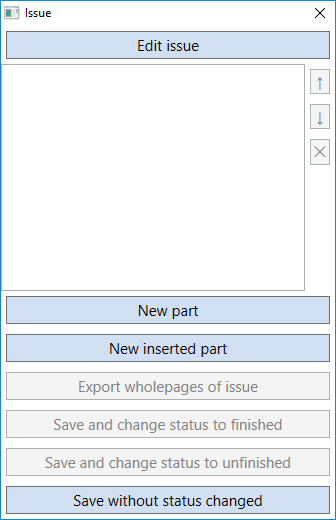 Issue
Edit issue
↑
↓
New part
New inserted part
Export wholepages of issue
Save and change status to finished
Save and change status to unfinished
Save without status changed